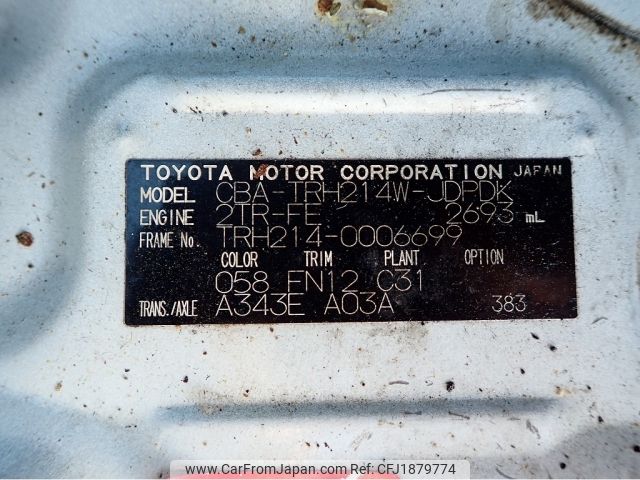 TOYOTA MOTOR CORPORATION JAPAN
MODEL CBA-TRH214W-JDPDK
ENGINE 2TR-FE 2693 mL
FRAME No. TRH214-0006699
COLOR TRIM PLANT OPTION
058 FN12 C31
TRANS./AXLE A343E A03A 383
www.CarFromJapan.com Ref: CFJ1879774